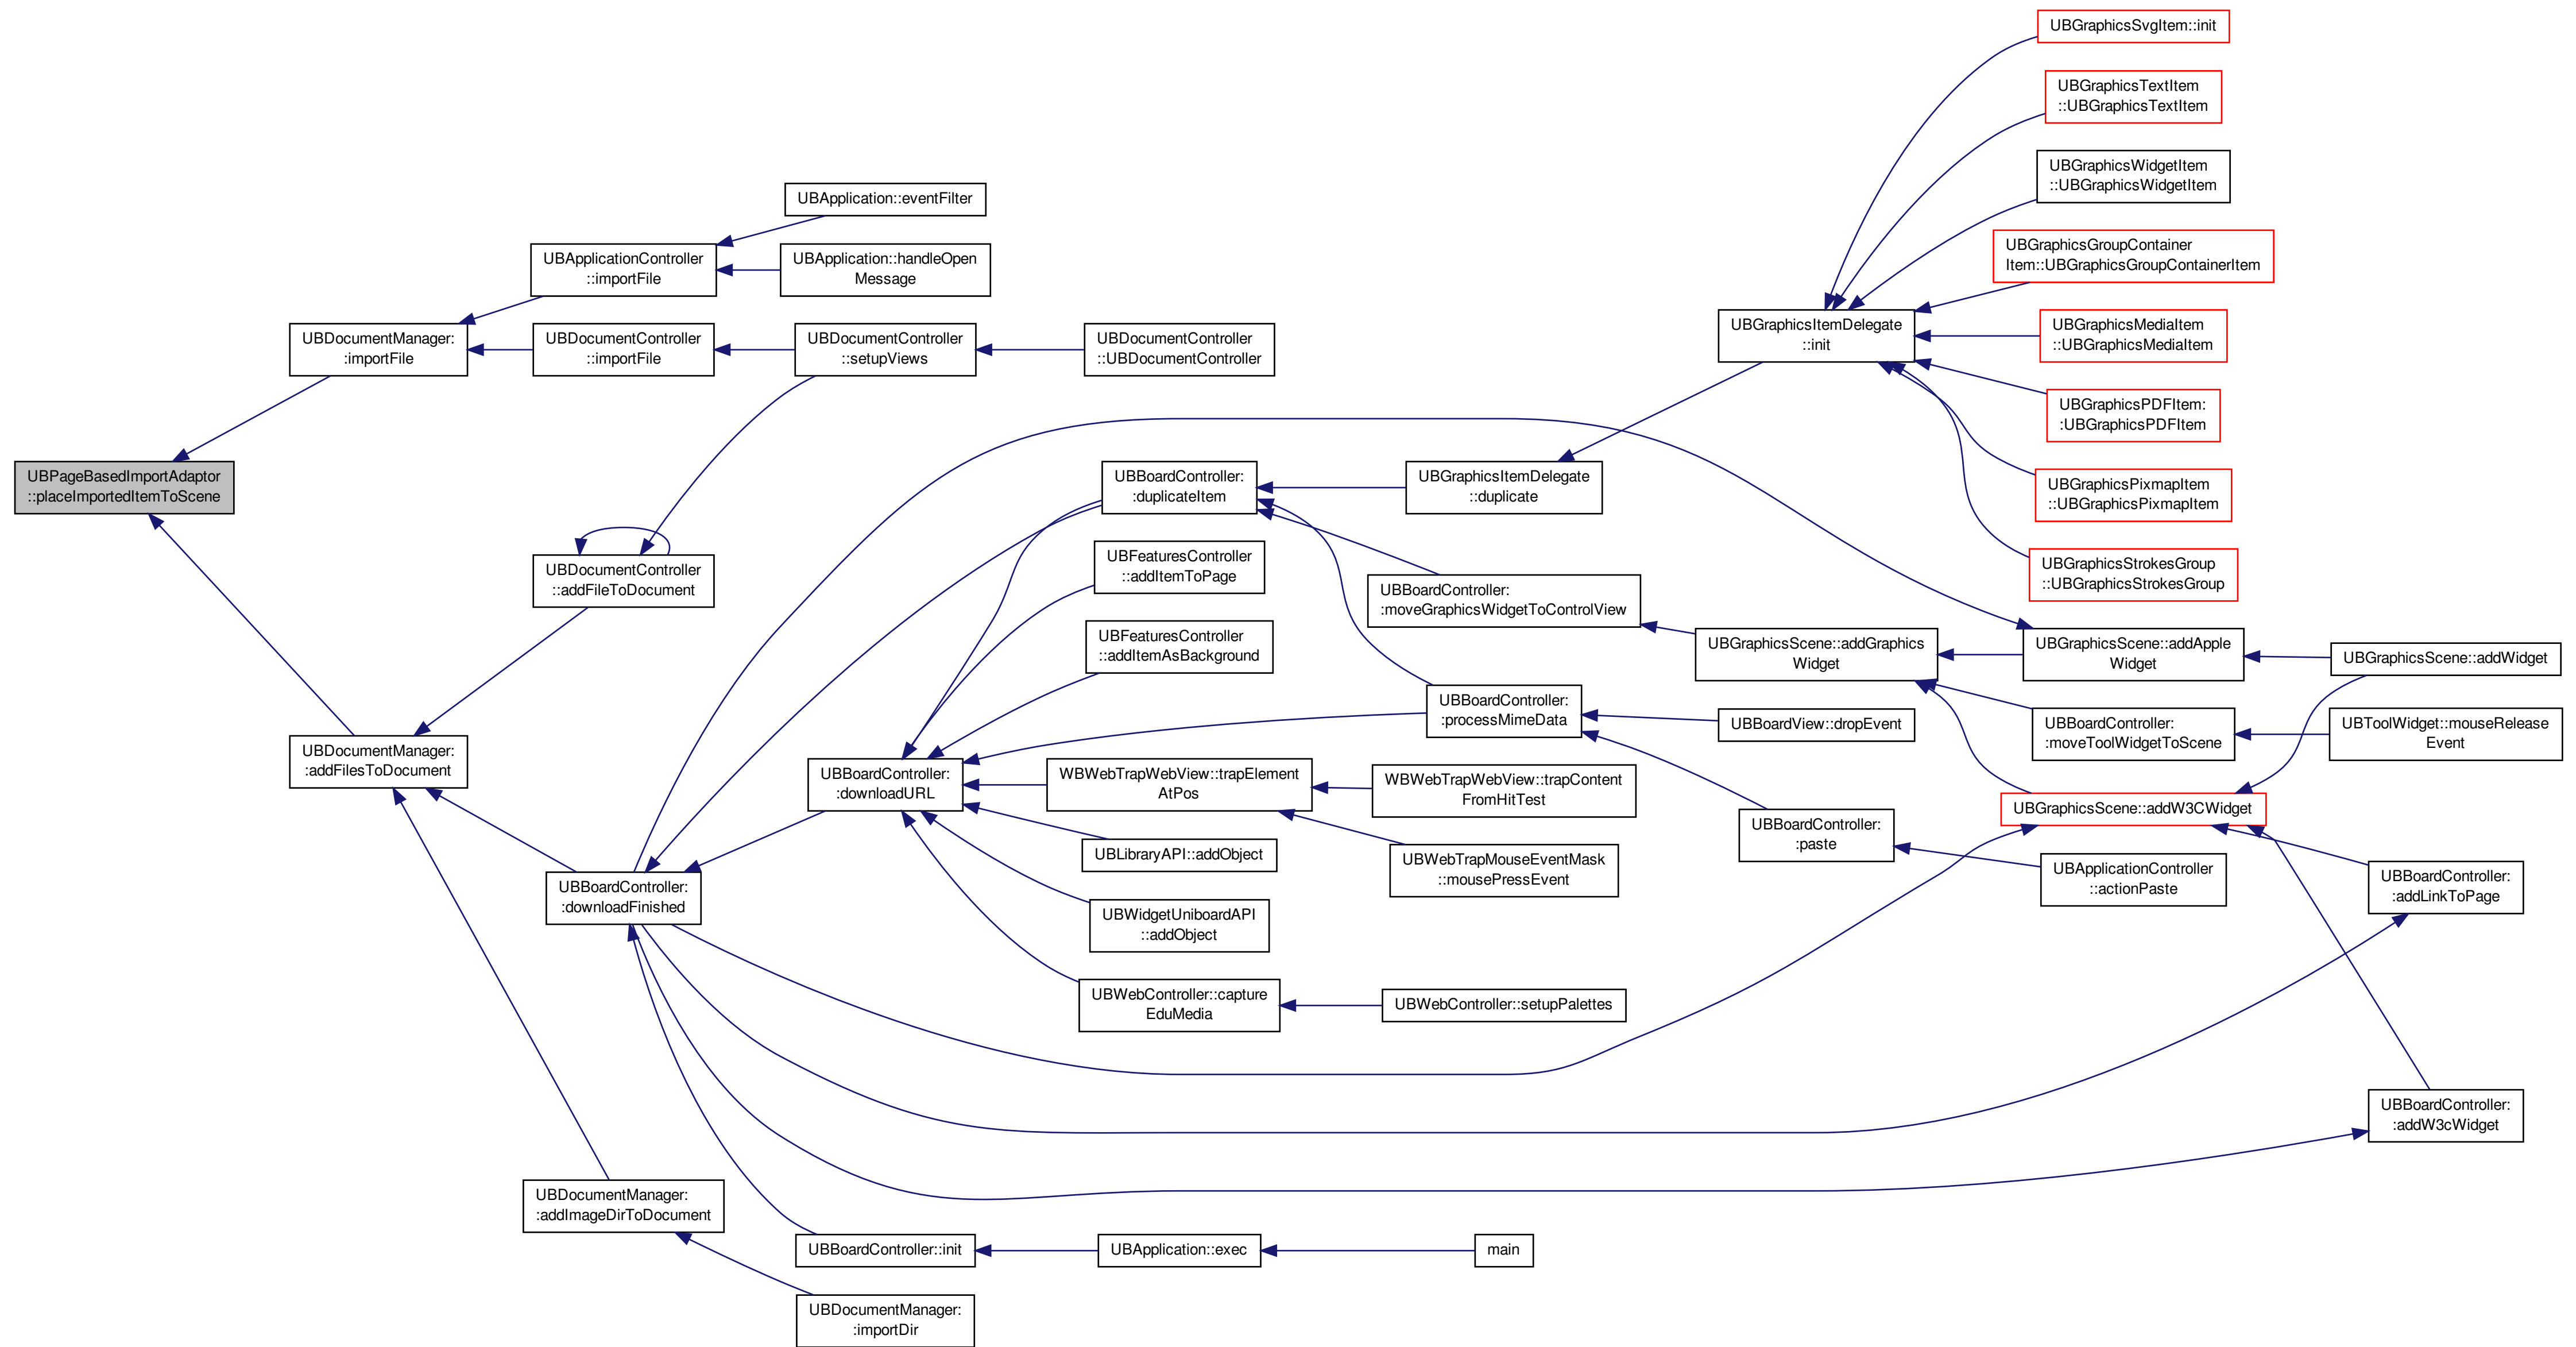 UBGraphicsSvgItem::init
UBGraphicsTextItem
::UBGraphicsTextItem
UBGraphicsWidgetItem
::UBGraphicsWidgetItem
UBApplication::eventFilter
UBApplicationController
::importFile
UBApplication::handleOpen
Message
UBGraphicsGroupContainer
Item::UBGraphicsGroupContainerItem
UBDocumentManager:
:importFile
UBDocumentController
::importFile
UBDocumentController
::setupViews
UBDocumentController
::UBDocumentController
UBGraphicsItemDelegate
::init
UBGraphicsMediaItem
::UBGraphicsMediaItem
UBGraphicsPDFItem:
:UBGraphicsPDFItem
UBPageBasedImportAdaptor
::placeImportedItemToScene
UBBoardController:
:duplicateItem
UBGraphicsItemDelegate
::duplicate
UBGraphicsPixmapItem
::UBGraphicsPixmapItem
UBDocumentController
::addFileToDocument
UBFeaturesController
::addItemToPage
UBBoardController:
:moveGraphicsWidgetToControlView
UBGraphicsStrokesGroup
::UBGraphicsStrokesGroup
UBFeaturesController
::addItemAsBackground
UBGraphicsScene::addGraphics
Widget
UBGraphicsScene::addApple
Widget
UBGraphicsScene::addWidget
UBBoardController:
:processMimeData
UBBoardView::dropEvent
UBBoardController:
:moveToolWidgetToScene
UBToolWidget::mouseRelease
Event
UBDocumentManager:
:addFilesToDocument
UBBoardController:
:downloadURL
WBWebTrapWebView::trapElement
AtPos
WBWebTrapWebView::trapContent
FromHitTest
UBGraphicsScene::addW3CWidget
UBLibraryAPI::addObject
UBWebTrapMouseEventMask
::mousePressEvent
UBBoardController:
:paste
UBApplicationController
::actionPaste
UBBoardController:
:addLinkToPage
UBBoardController:
:downloadFinished
UBWidgetUniboardAPI
::addObject
UBWebController::capture
EduMedia
UBWebController::setupPalettes
UBBoardController:
:addW3cWidget
UBDocumentManager:
:addImageDirToDocument
UBBoardController::init
UBApplication::exec
main
UBDocumentManager:
:importDir